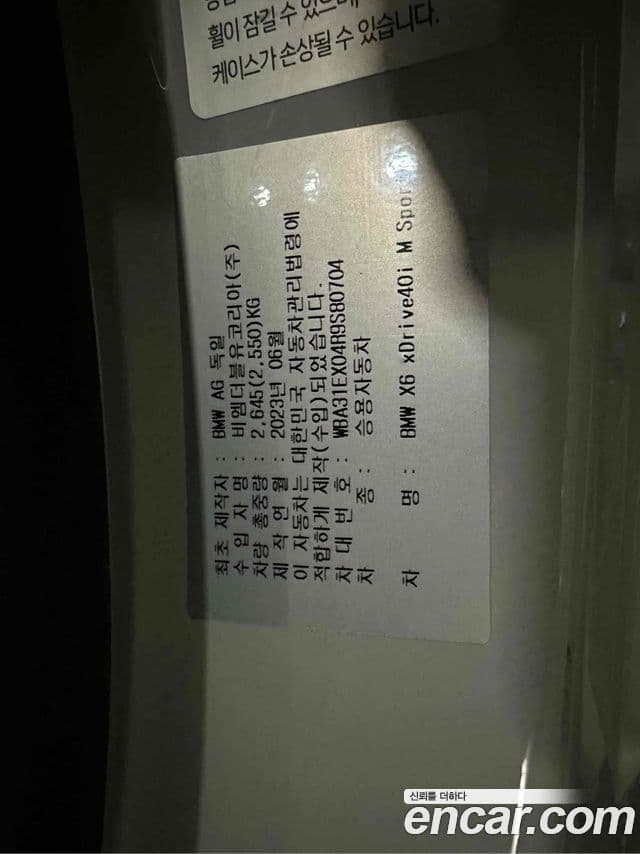 휠이 잠길 수 있으며
케이스가 손상될 수 있습니다.
최초 제작자 : BMW AG 독일
수 입 자 명 : 비엠더블유코리아(주)
차량 총중량 : 2,645(2,550)KG
제 작 연 월 : 2023년 06월
이 자동차는 대한민국 자동차관리법령에
적합하게 제작(수입)되었습니다.
차 대 번 호 : WBA31EX04R9S80704
차 종 : 승용자동차
차 명 : BMW X6 xDrive40i M Sport
신뢰를 더하다
encar.com